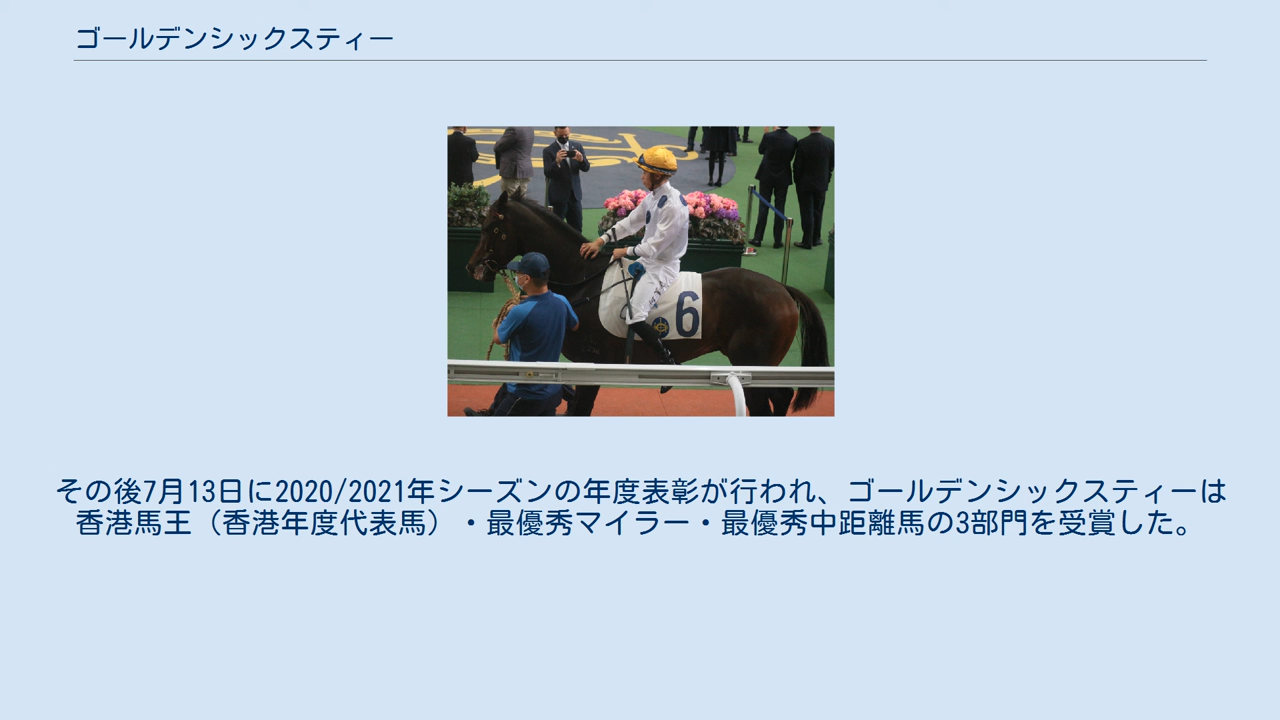 ゴールデンシックスティー
6
その後7月13日に2020/2021年シーズンの年度表彰が行われ、ゴールデンシックスティーは
香港馬王（香港年度代表馬）・最優秀マイラー・最優秀中距離馬の3部門を受賞した。